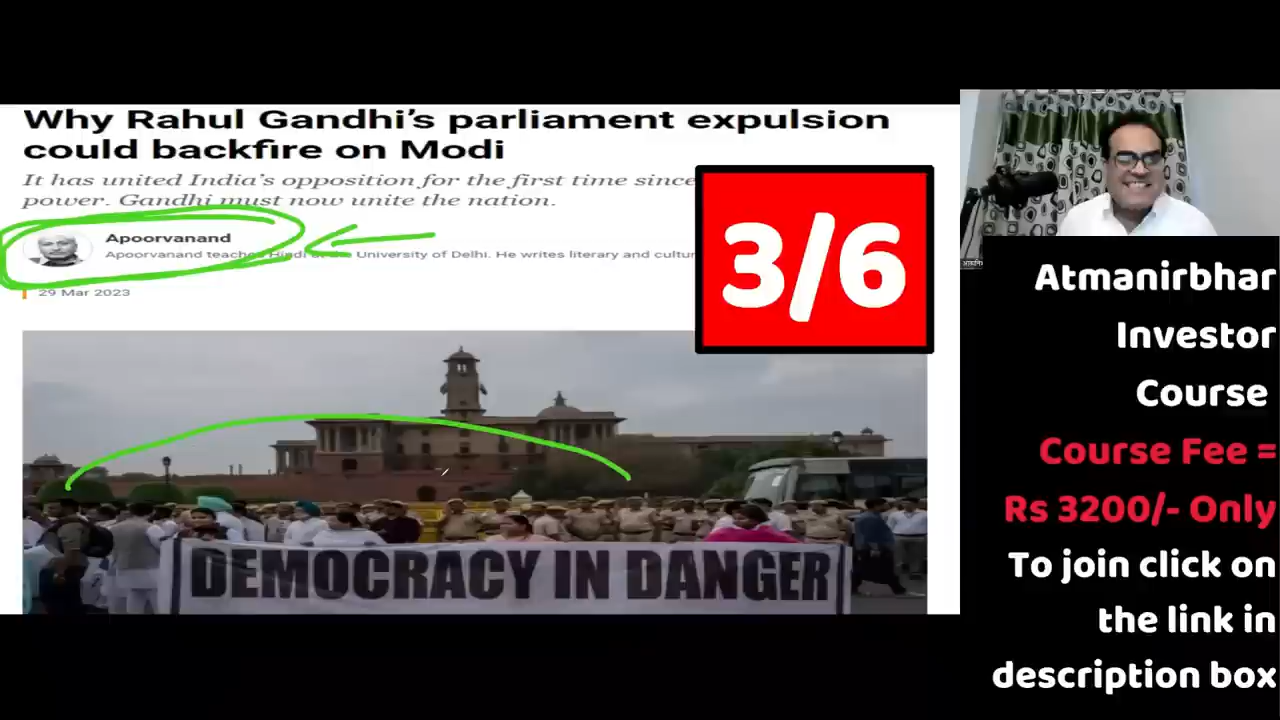 Why Rahul Gandhi's parliament expulsion
could backfire on Modi
It has united India's opposition for the first time since
power. Gandhi must now unite the nation.
Apoorvanand
Apoorvanand teaches Hindi at the University of Delhi. He writes literary and cultur
29 Mar 2023
3/6
DEMOCRACY IN DANGER
Atmanirbhar
Investor
Course
Course Fee =
Rs 3200/- Only
To join click on
the link in
description box